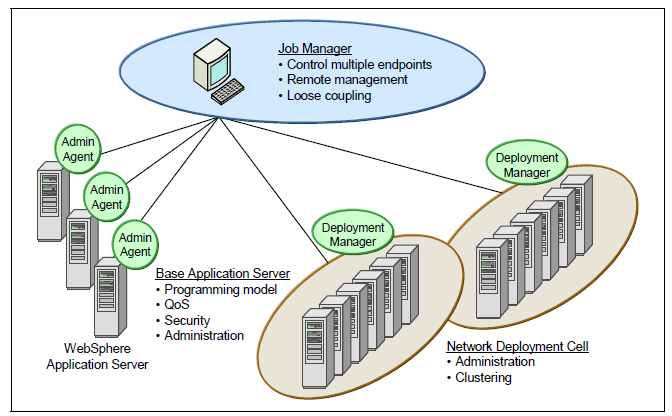 Job Manager
• Control multiple endpoints
• Remote management
• Loose coupling
Admin
Agent
Admin
Agent
Admin
Agent
Deployment
Manager
Deployment
Manager
Base Application Server
• Programming model
• QoS
• Security
• Administration
WebSphere
Application Server
Network Deployment Cell
• Administration
• Clustering